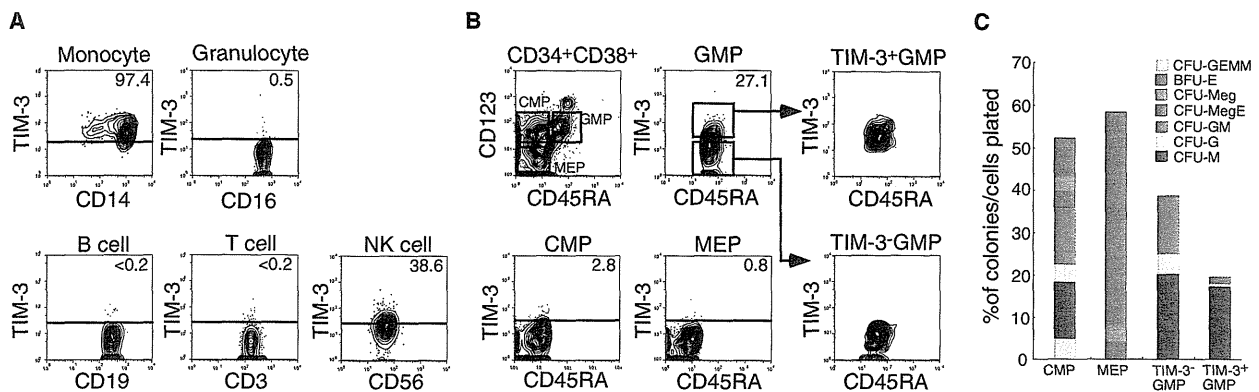 A
B
C
Monocyte
97.4
TIM-3
CD14
Granulocyte
0.5
TIM-3
CD16
B cell
<0.2
TIM-3
CD19
T cell
<0.2
TIM-3
CD3
NK cell
38.6
TIM-3
CD56
CD34+CD38+
CD123
CMP
GMP
MEP
CD45RA
GMP
27.1
TIM-3
CD45RA
TIM-3+GMP
TIM-3
CD45RA
CMP
2.8
TIM-3
CD45RA
MEP
0.8
TIM-3
CD45RA
TIM-3-GMP
TIM-3
CD45RA
%of colonies/cells plated
70
60
50
40
30
20
10
0
CFU-GEMM
BFU-E
CFU-Meg
CFU-MegE
CFU-GM
CFU-G
CFU-M
CMP
MEP
TIM-3-
GMP
TIM-3+
GMP